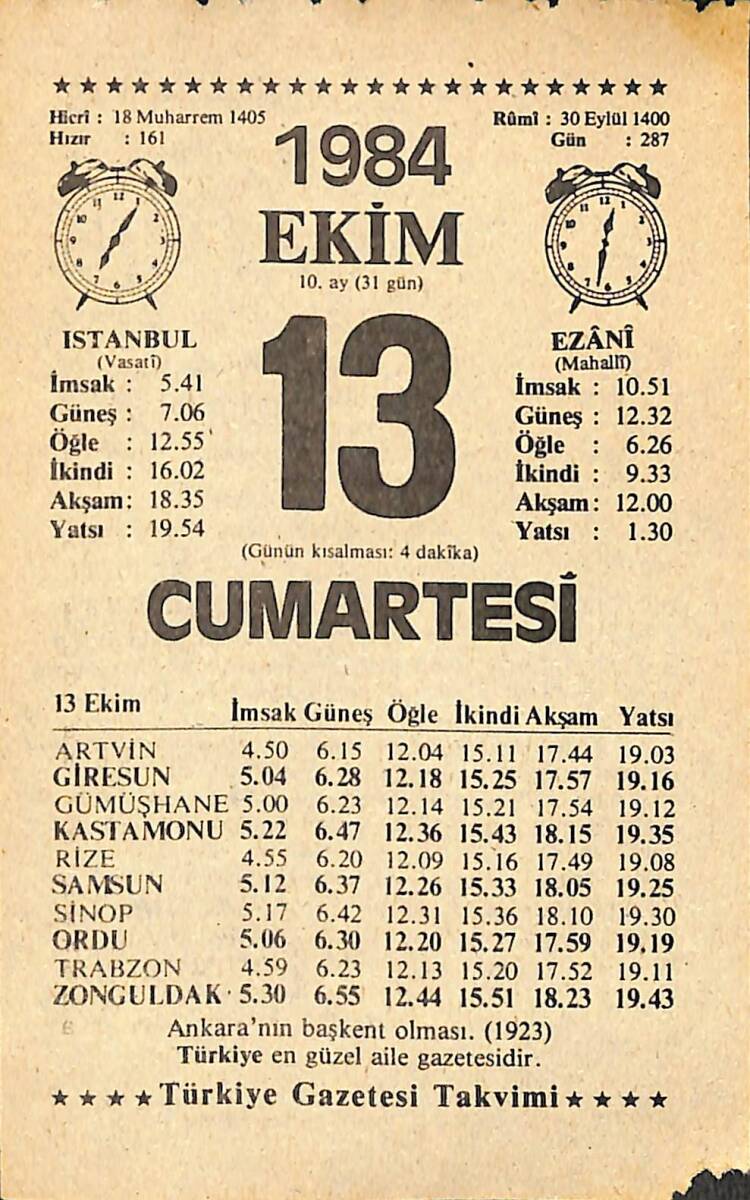 ★ ★ ★ ★ ★ ★ ★ ★ ★ ★ ★ ★ ★ ★ ★ ★ ★ ★ ★ ★ ★ ★ ★ ★
Hicrî : 18 Muharrem 1405
Hızır : 161
1984
EKİM
10. ay (31 gün)
13
(Günün kısalması: 4 dakîka)
CUMARTESİ
Rûmî : 30 Eylül 1400
Gün : 287
ISTANBUL
(Vasatî)
İmsak : 5.41
Güneş : 7.06
Öğle : 12.55
İkindi : 16.02
Akşam: 18.35
Yatsı : 19.54
EZÂNÎ
(Mahallî)
İmsak : 10.51
Güneş : 12.32
Öğle : 6.26
İkindi : 9.33
Akşam: 12.00
Yatsı : 1.30
13 Ekim İmsak Güneş Öğle İkindi Akşam Yatsı
ARTVİN 4.50 6.15 12.04 15.11 17.44 19.03
GİRESUN 5.04 6.28 12.18 15.25 17.57 19.16
GÜMÜŞHANE 5.00 6.23 12.14 15.21 17.54 19.12
KASTAMONU 5.22 6.47 12.36 15.43 18.15 19.35
RİZE 4.55 6.20 12.09 15.16 17.49 19.08
SAMSUN 5.12 6.37 12.26 15.33 18.05 19.25
SİNOP 5.17 6.42 12.31 15.36 18.10 19.30
ORDU 5.06 6.30 12.20 15.27 17.59 19.19
TRABZON 4.59 6.23 12.13 15.20 17.52 19.11
ZONGULDAK 5.30 6.55 12.44 15.51 18.23 19.43
Ankara'nın başkent olması. (1923)
Türkiye en güzel aile gazetesidir.
★ ★ ★ ★ Türkiye Gazetesi Takvimi ★ ★ ★ ★